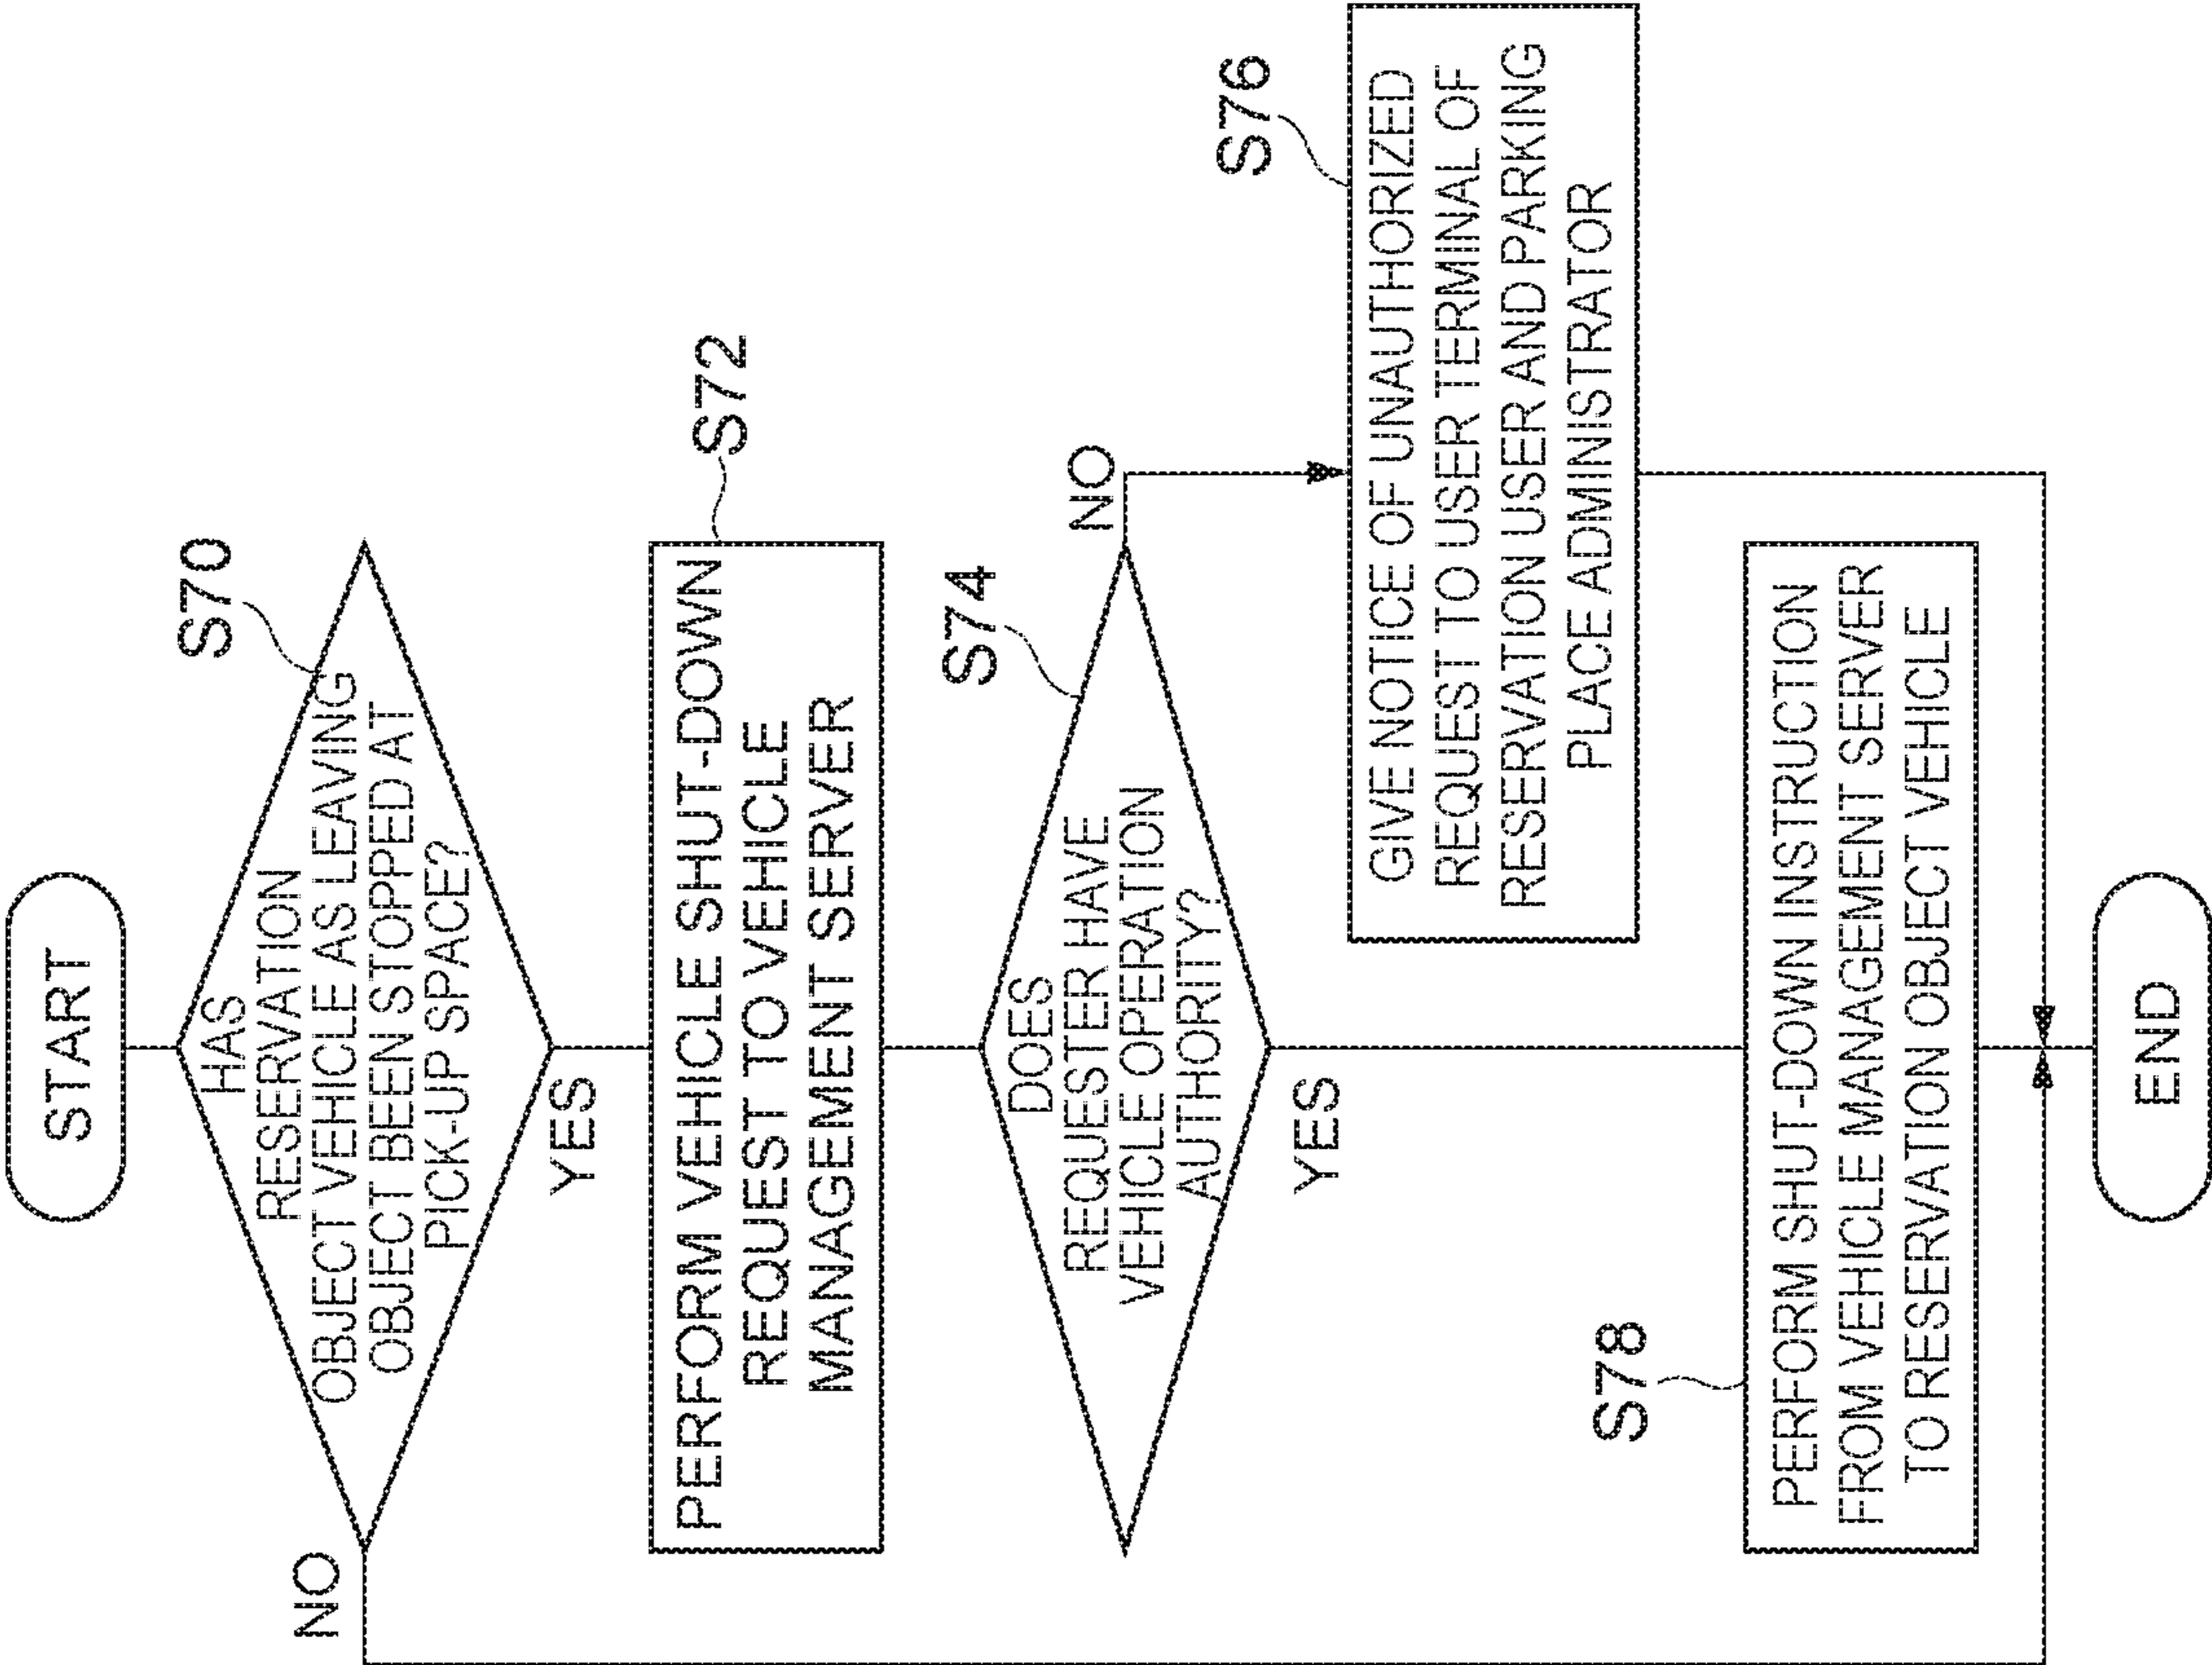 START
S70
HAS
RESERVATION
OBJECT VEHICLE AS LEAVING
OBJECT BEEN STOPPED AT
PICK-UP SPACE?
NO
YES
S72
PERFORM VEHICLE SHUT-DOWN
REQUEST TO VEHICLE
MANAGEMENT SERVER
S74
DOES
REQUESTER HAVE
VEHICLE OPERATION
AUTHORITY?
NO
YES
S76
GIVE NOTICE OF UNAUTHORIZED
REQUEST TO USER TERMINAL OF
RESERVATION USER AND PARKING
PLACE ADMINISTRATOR
S78
PERFORM SHUT-DOWN INSTRUCTION
FROM VEHICLE MANAGEMENT SERVER
TO RESERVATION OBJECT VEHICLE
END